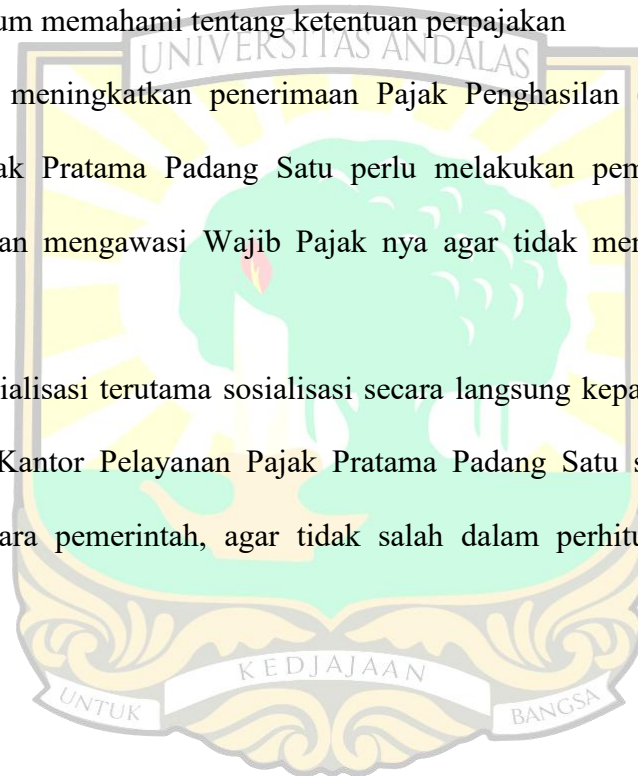 um memahami tentang ketentuan perpajakan
UNIVERSITAS ANDALAS
meningkatkan penerimaan Pajak Penghasilan
ak Pratama Padang Satu perlu melakukan pem
an mengawasi Wajib Pajak nya agar tidak men
ialisasi terutama sosialisasi secara langsung kepa
Kantor Pelayanan Pajak Pratama Padang Satu s
ara pemerintah, agar tidak salah dalam perhitu
KEDJAJAAN
UNTUK
BANGSA